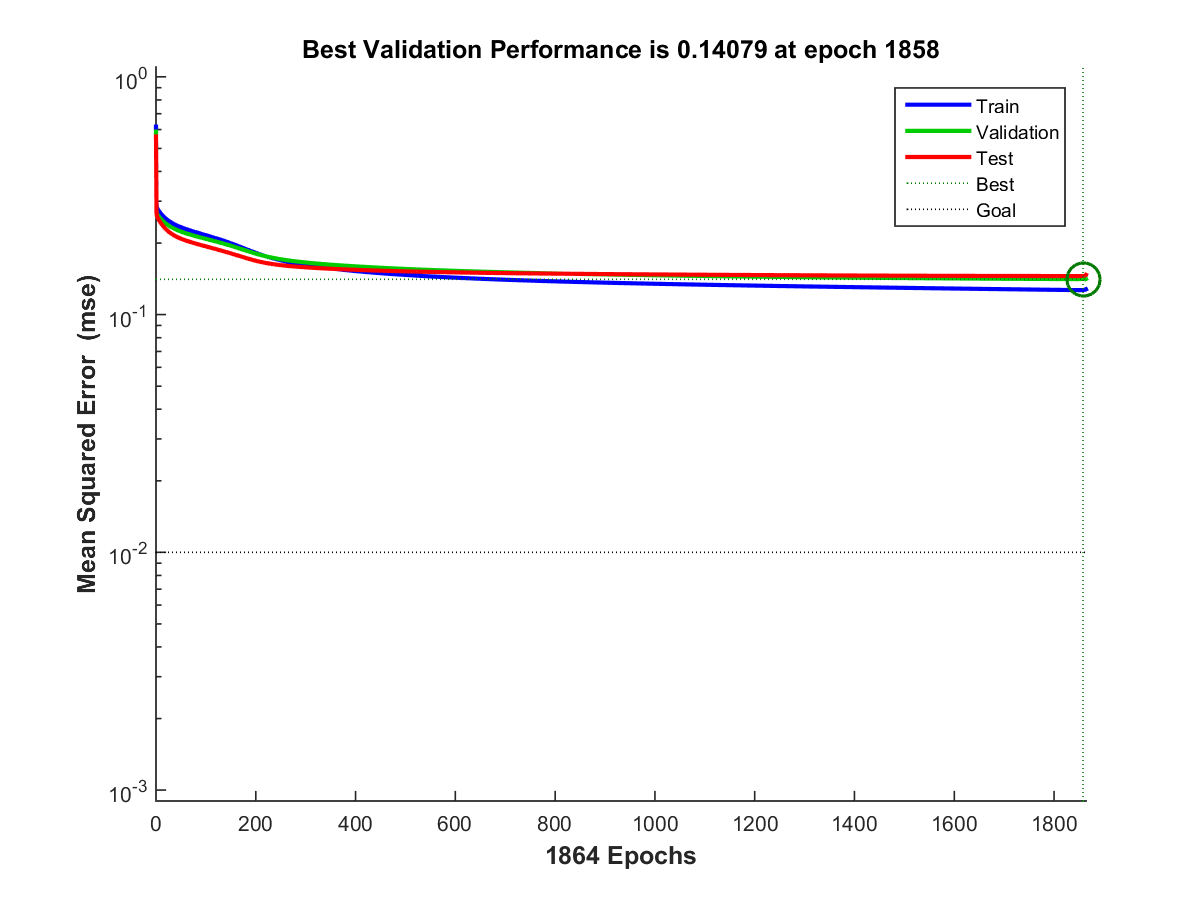 Best Validation Performance is 0.14079 at epoch 1858
Train
Validation
Test
Best
Goal
Mean Squared Error  (mse)
10^0
10^-1
10^-2
10^-3
0 200 400 600 800 1000 1200 1400 1600 1800
1864 Epochs